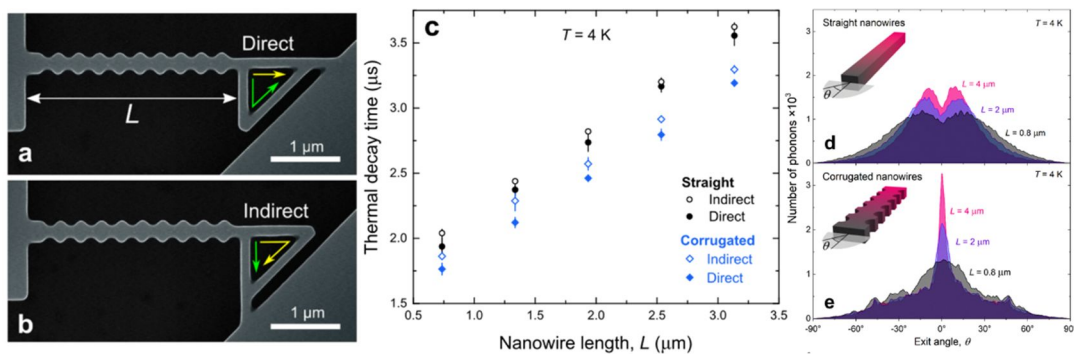 Direct
L
a
1 μm
Indirect
b
1 μm
c
T = 4 K
Thermal decay time (μs)
3.5
3.0
2.5
2.0
1.5
Straight
Indirect
Direct
Corrugated
Indirect
Direct
0.5 1.0 1.5 2.0 2.5 3.0 3.5
Nanowire length, L (μm)
Number of phonons ×10³
Straight nanowires
T = 4 K
3
2
1
0
θ
L = 4 μm
L = 2 μm
L = 0.8 μm
d
Corrugated nanowires
T = 4 K
3
2
1
0
θ
L = 4 μm
L = 2 μm
L = 0.8 μm
e
-90° -60° -30° 0° 30° 60° 90°
Exit angle, θ